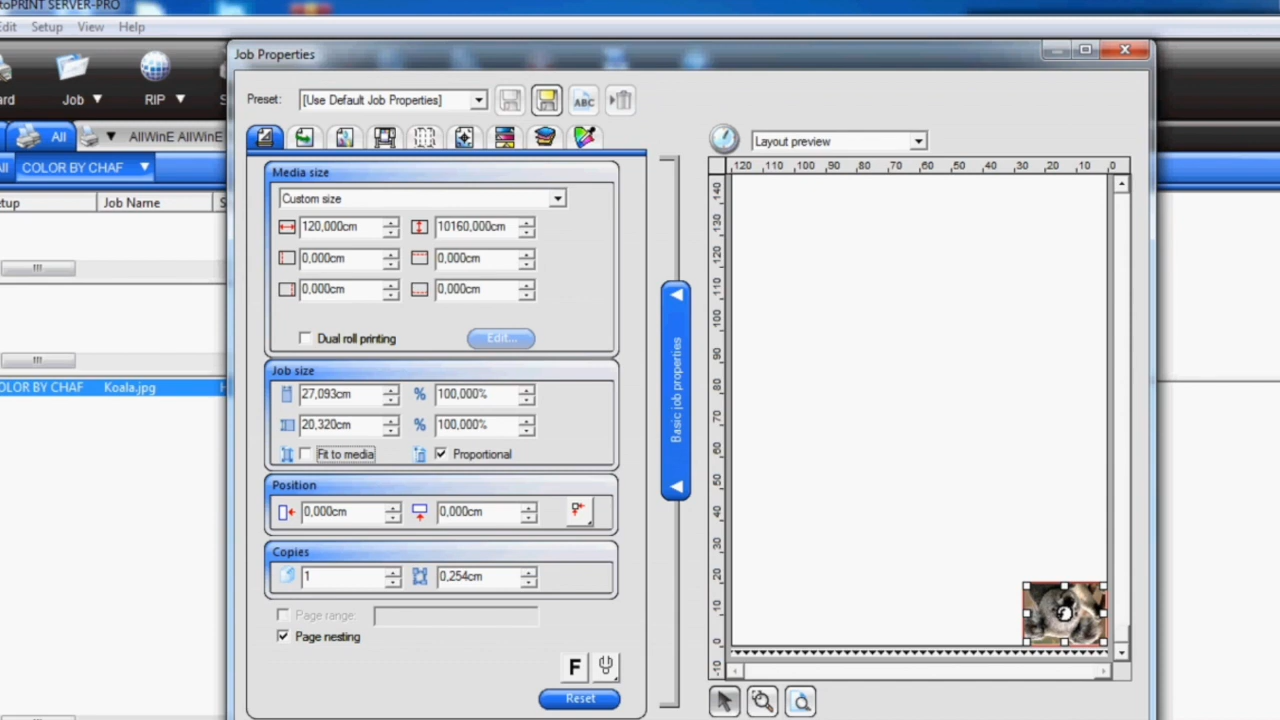 toPRINT SERVER-PRO
Edit Setup View Help
Job Properties
Preset: [Use Default Job Properties]
ard Job RIP
All AllWinE AllWinE
All COLOR BY CHAF
etup Job Name
OLOR BY CHAF Koala.jpg
Media size
Custom size
120,000cm 10160,000cm
0,000cm 0,000cm
0,000cm 0,000cm
Dual roll printing Edit...
Job size
27,093cm % 100,000%
20,320cm % 100,000%
Fit to media Proportional
Position
0,000cm 0,000cm
Copies
1 0,254cm
Page range:
Page nesting
F
Reset
Basic job properties
ABC
Layout preview
120 110 100 90 80 70 60 50 40 30 20 10 0
140
130
120
110
100
90
80
70
60
50
40
30
20
10
0
-10